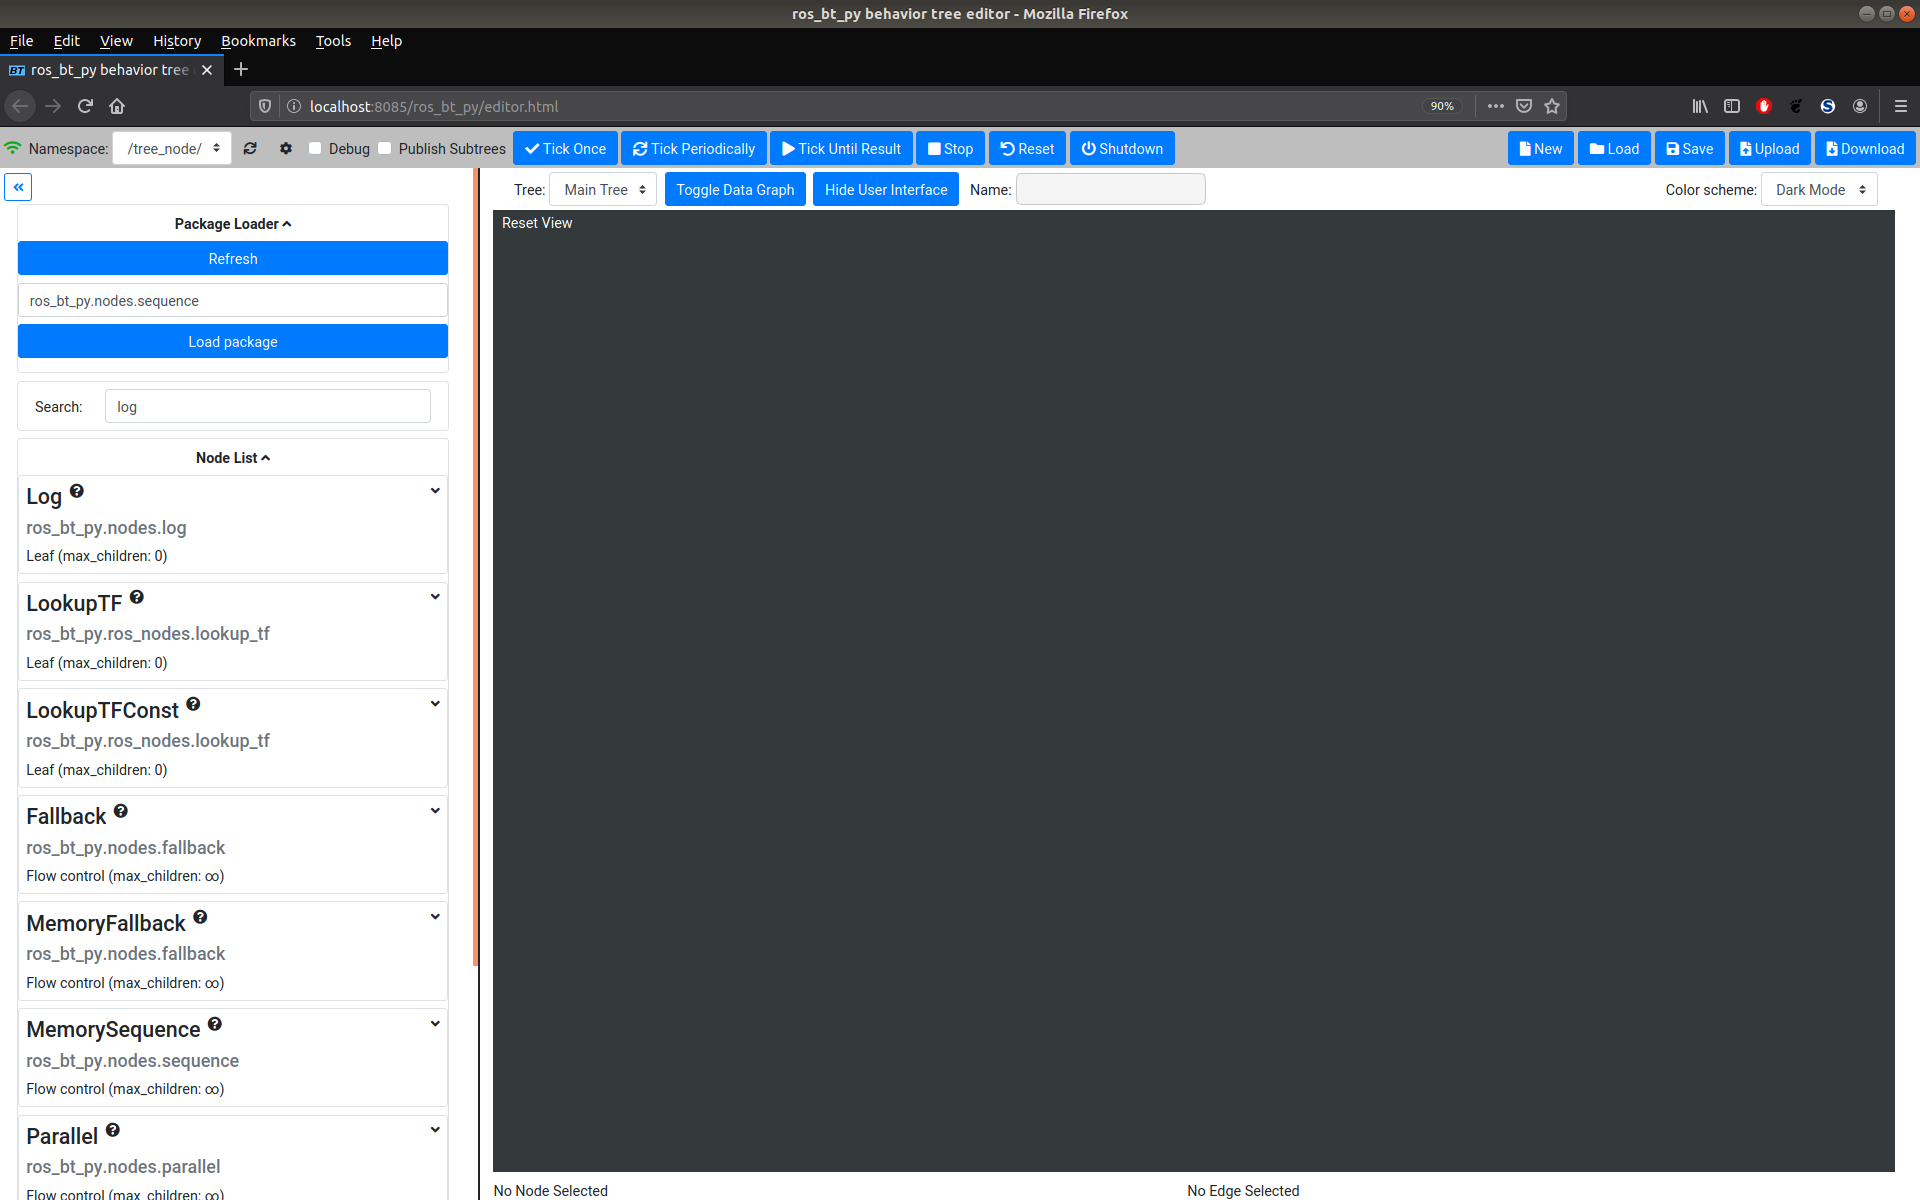 ros_bt_py behavior tree editor - Mozilla Firefox
File Edit View History Bookmarks Tools Help
BT ros_bt_py behavior tree
localhost:8085/ros_bt_py/editor.html 90%
Namespace: /tree_node/ Debug Publish Subtrees Tick Once Tick Periodically Tick Until Result Stop Reset Shutdown New Load Save Upload Download
Tree: Main Tree Toggle Data Graph Hide User Interface Name: Color scheme: Dark Mode
Package Loader
Refresh
ros_bt_py.nodes.sequence
Load package
Search: log
Node List
Log
ros_bt_py.nodes.log
Leaf (max_children: 0)
LookupTF
ros_bt_py.ros_nodes.lookup_tf
Leaf (max_children: 0)
LookupTFConst
ros_bt_py.ros_nodes.lookup_tf
Leaf (max_children: 0)
Fallback
ros_bt_py.nodes.fallback
Flow control (max_children: ∞)
MemoryFallback
ros_bt_py.nodes.fallback
Flow control (max_children: ∞)
MemorySequence
ros_bt_py.nodes.sequence
Flow control (max_children: ∞)
Parallel
ros_bt_py.nodes.parallel
Flow control (max_children: ∞)
Reset View
No Node Selected
No Edge Selected